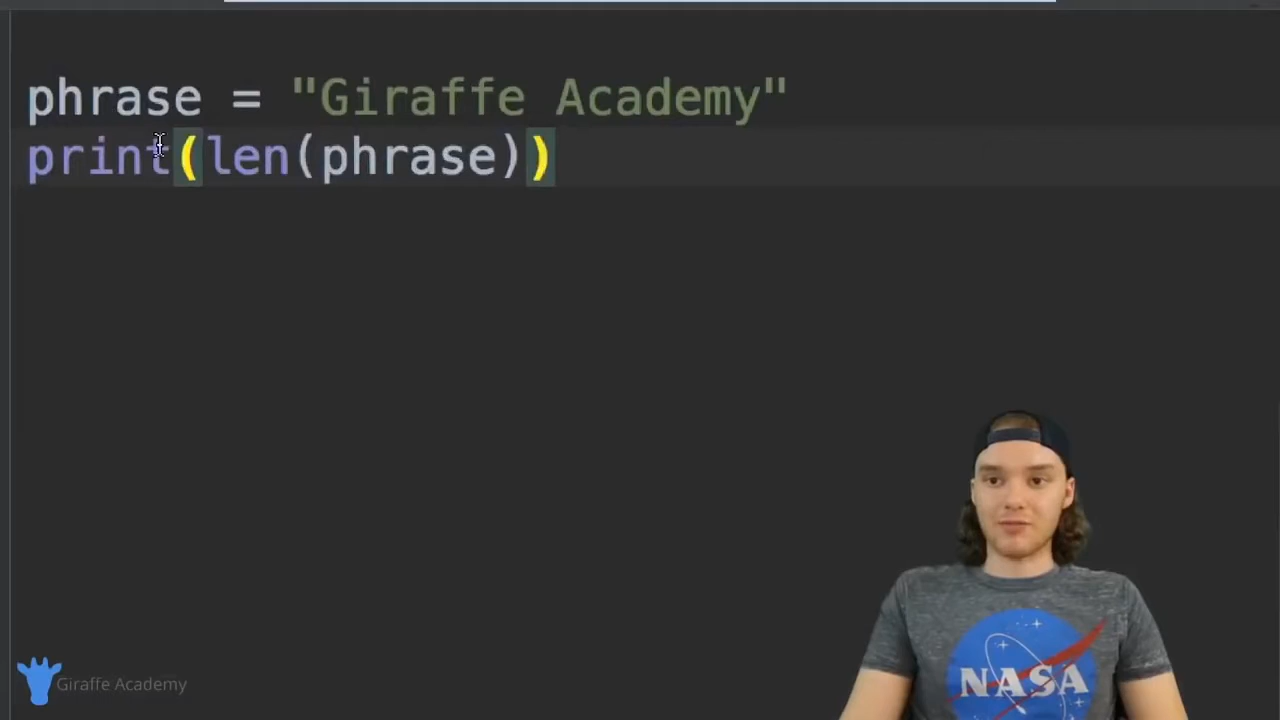 phrase = "Giraffe Academy"
print(len(phrase))
NASA
Giraffe Academy